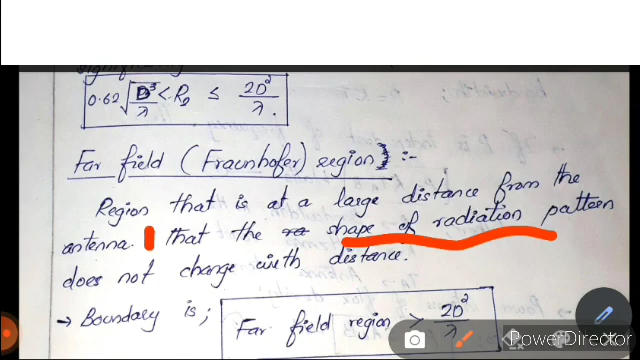 0.62 √D³/λ < R₂ ≤ 2D²/λ.
Far field (Fraunhofer) region :-
Region that is at a large distance from the
antenna. that the shape of radiation pattern
does not change with distance.
→ Boundary is; Far field region > 2D²/λ
PowerDirector